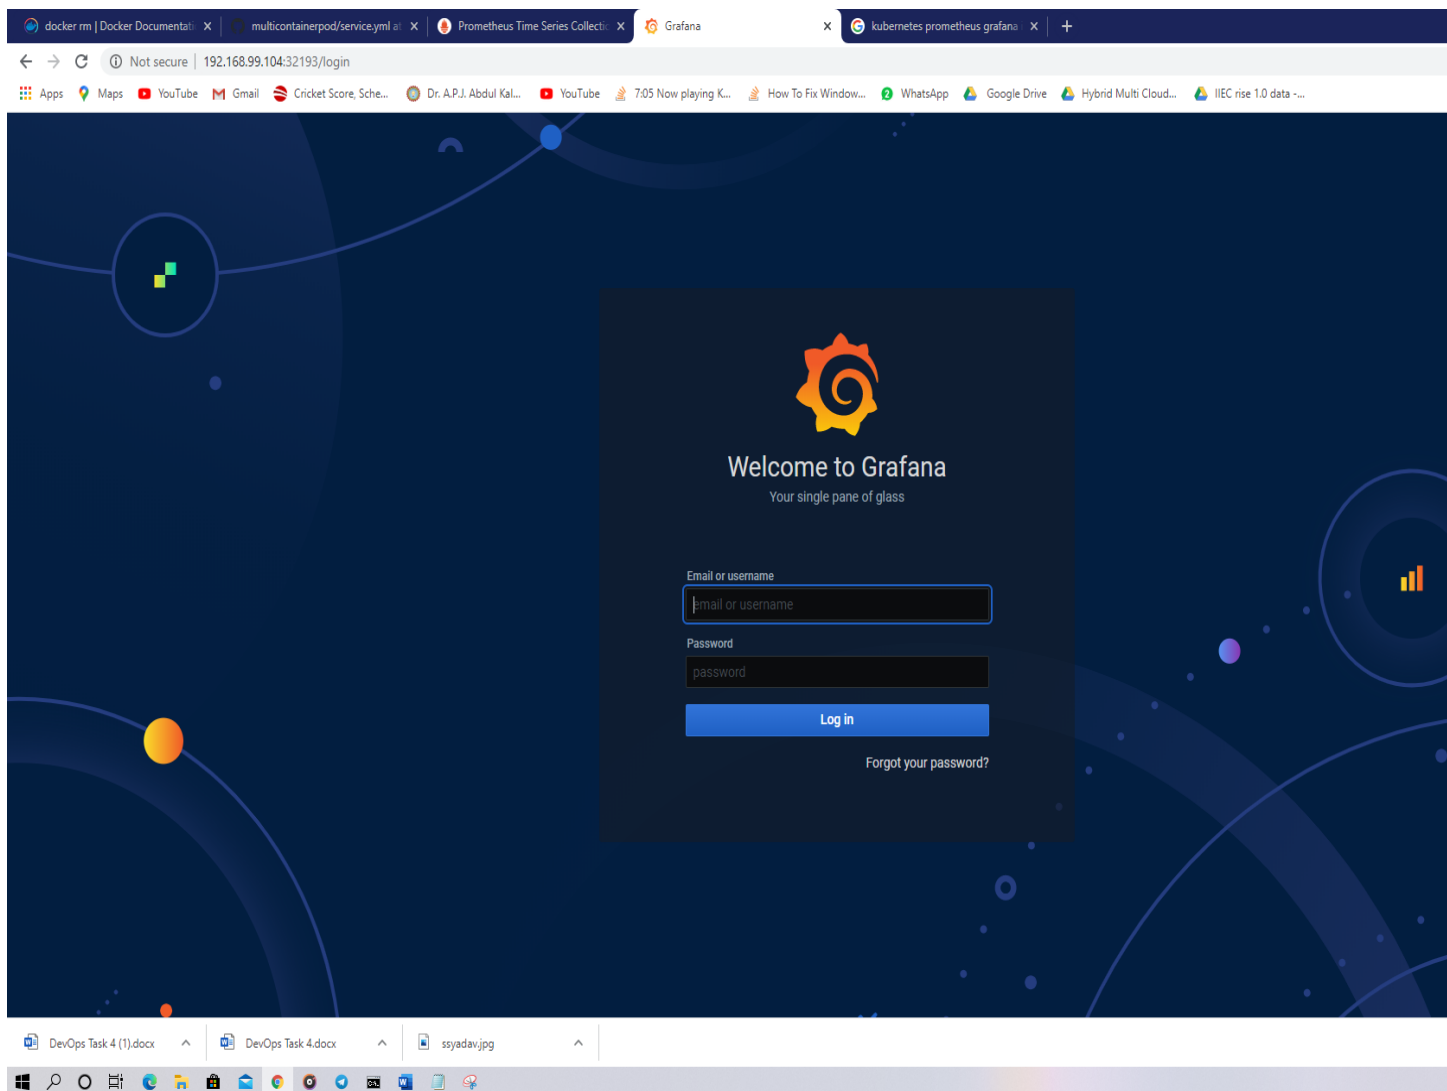 docker rm | Docker Documentati
multicontainerpod/service.yml at
Prometheus Time Series Collectio
Grafana
kubernetes prometheus grafana
Not secure | 192.168.99.104:32193/login
Apps
Maps
YouTube
Gmail
Cricket Score, Sche...
Dr. A.P.J. Abdul Kal...
YouTube
7:05 Now playing K...
How To Fix Window...
WhatsApp
Google Drive
Hybrid Multi Cloud...
IIEC rise 1.0 data -...
Welcome to Grafana
Your single pane of glass
Email or username
email or username
Password
password
Log in
Forgot your password?
DevOps Task 4 (1).docx
DevOps Task 4.docx
ssyadav.jpg